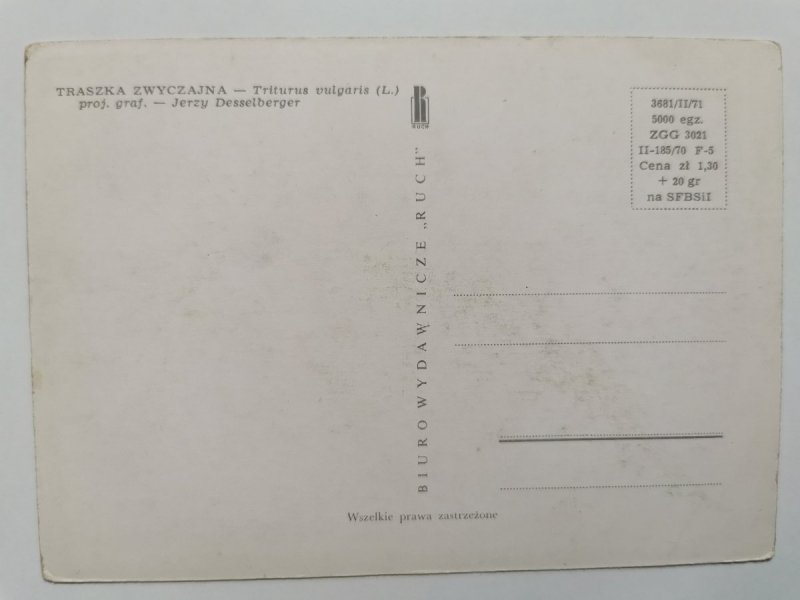 TRASZKA ZWYCZAJNA — Triturus vulgaris (L.)
proj. graf. — Jerzy Desselberger
RUCH
BIURO WYDAWNICZE „RUCH"
3681/II/71
5000 egz.
ZGG 3021
II-185/70 F-5
Cena zł 1,30
+ 20 gr
na SFBSiI
Wszelkie prawa zastrzeżone